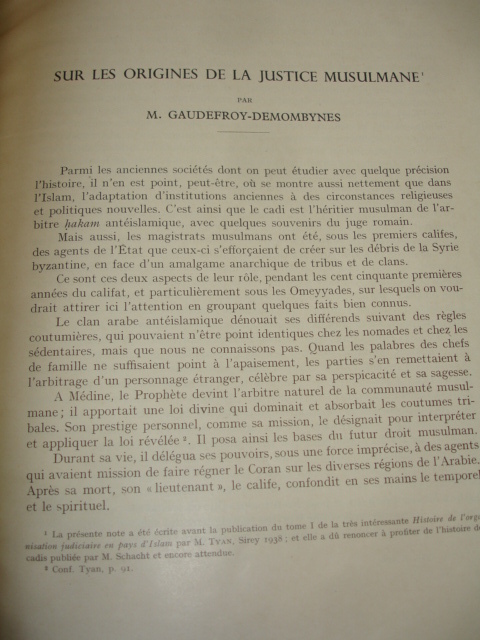 SUR LES ORIGINES DE LA JUSTICE MUSULMANE¹
PAR
M. GAUDEFROY-DEMOMBYNES
Parmi les anciennes sociétés dont on peut étudier avec quelque précision
l'histoire, il n'en est point, peut-être, où se montre aussi nettement que dans
l'Islam, l'adaptation d'institutions anciennes à des circonstances religieuses
et politiques nouvelles. C'est ainsi que le cadi est l'héritier musulman de l'ar-
bitre ḥakam antéislamique, avec quelques souvenirs du juge romain.
Mais aussi, les magistrats musulmans ont été, sous les premiers califes,
des agents de l'État que ceux-ci s'efforçaient de créer sur les débris de la Syrie
byzantine, en face d'un amalgame anarchique de tribus et de clans.
Ce sont ces deux aspects de leur rôle, pendant les cent cinquante premières
années du califat, et particulièrement sous les Omeyyades, sur lesquels on vou-
drait attirer ici l'attention en groupant quelques faits bien connus.
Le clan arabe antéislamique dénouait ses différends suivant des règles
coutumières, qui pouvaient n'être point identiques chez les nomades et chez les
sédentaires, mais que nous ne connaissons pas. Quand les palabres des chefs
de famille ne suffisaient point à l'apaisement, les parties s'en remettaient à
l'arbitrage d'un personnage étranger, célèbre par sa perspicacité et sa sagesse.
A Médine, le Prophète devint l'arbitre naturel de la communauté musul-
mane ; il apportait une loi divine qui dominait et absorbait les coutumes tri-
bales. Son prestige personnel, comme sa mission, le désignait pour interpréter
et appliquer la loi révélée ². Il posa ainsi les bases du futur droit musulman.
Durant sa vie, il délégua ses pouvoirs, sous une forme imprécise, à des agents
qui avaient mission de faire régner le Coran sur les diverses régions de l'Arabie.
Après sa mort, son « lieutenant », le calife, confondit en ses mains le temporel
et le spirituel.
¹ La présente note a été écrite avant la publication du tome I de la très intéressante Histoire de l'orga-
nisation judiciaire en pays d'Islam par M. TYAN, Sirey 1938 ; et elle a dû renoncer à profiter de l'histoire des
cadis publiée par M. Schacht et encore attendue.
² Conf. Tyan, p. 91.